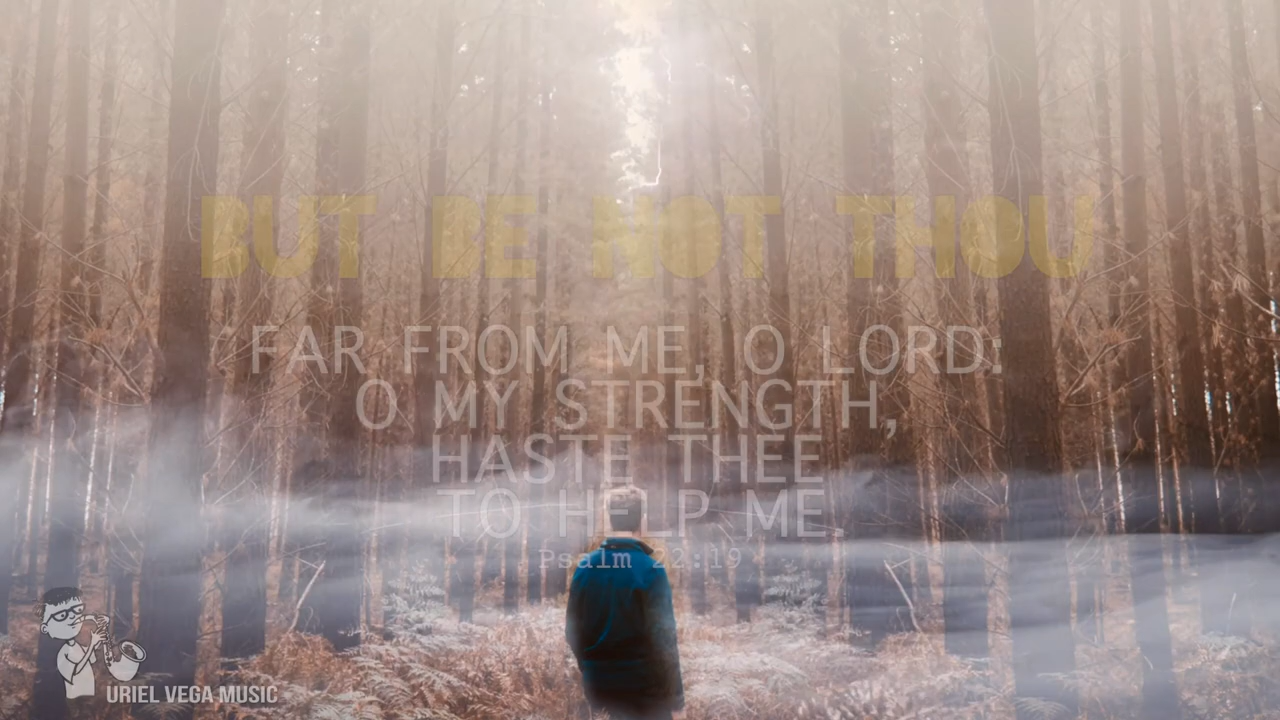 BUT BE NOT THOU
FAR FROM ME, O LORD:
O MY STRENGTH,
HASTE THEE
TO HELP ME
Psalm 22:19
URIEL VEGA MUSIC